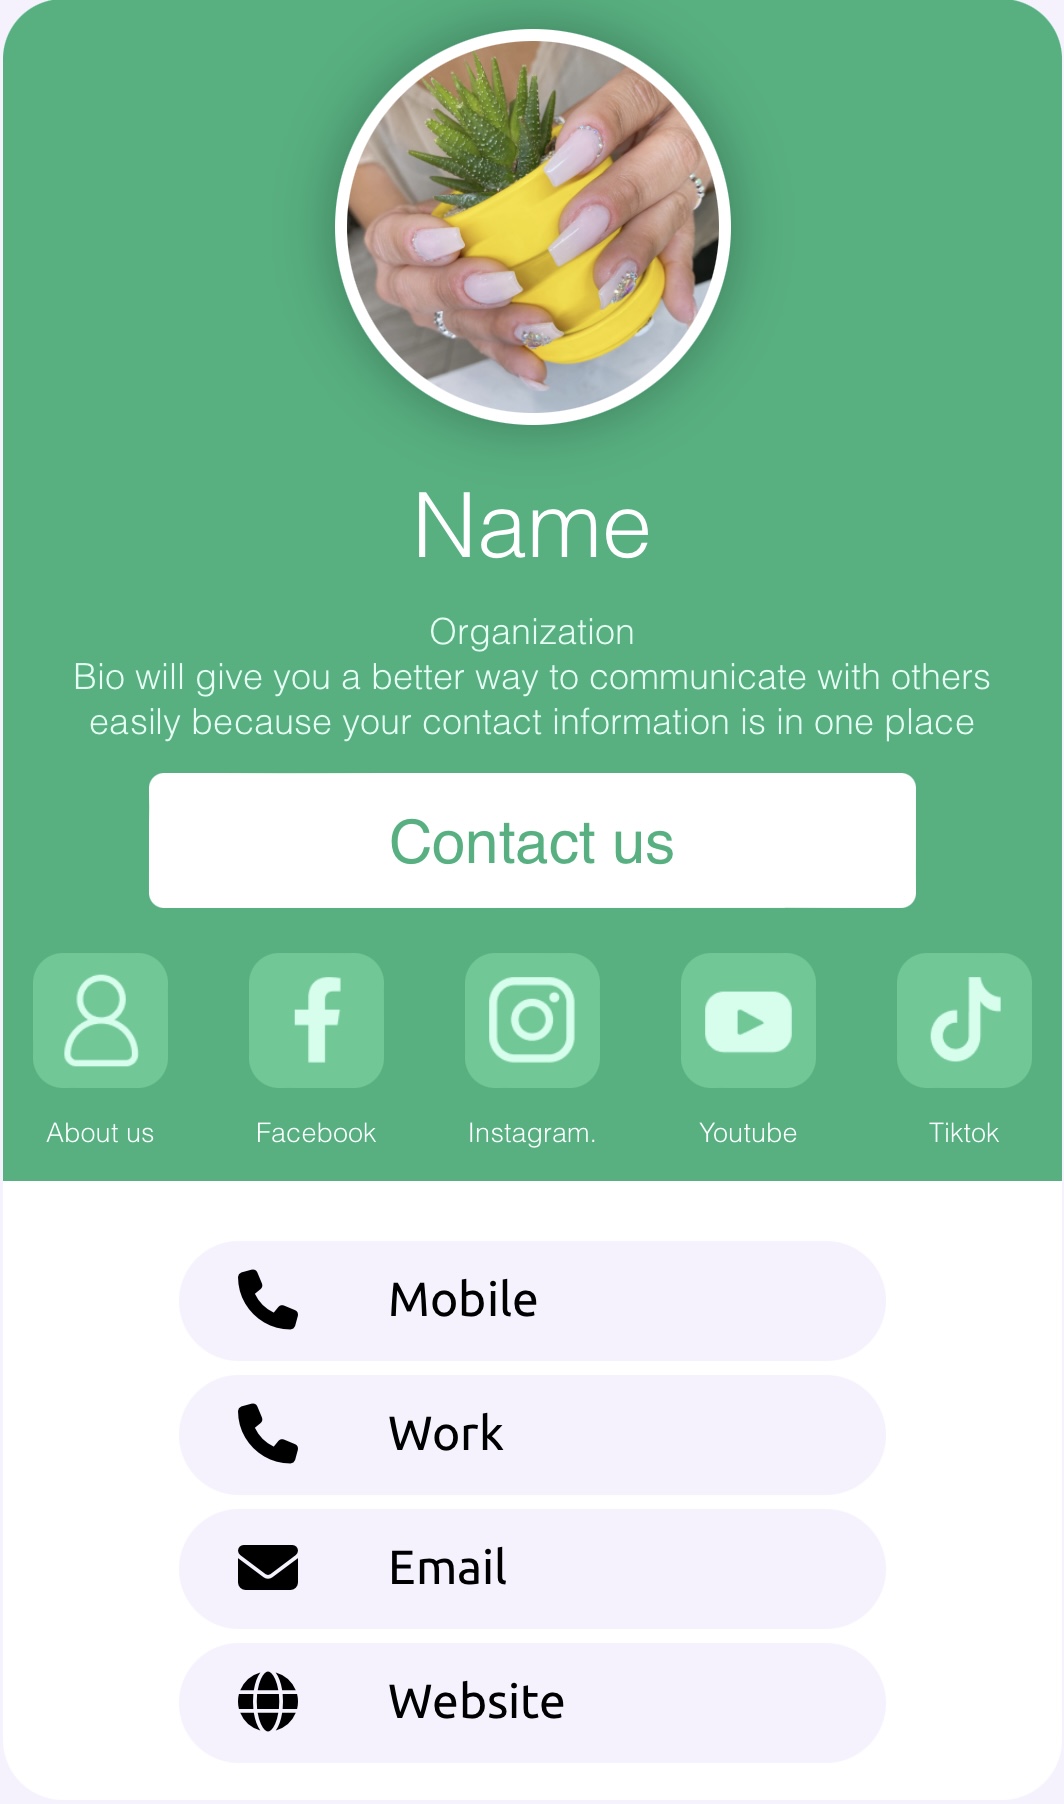 Name
Organization
Bio will give you a better way to communicate with others
easily because your contact information is in one place
Contact us
About us
Facebook
Instagram.
Youtube
Tiktok
Mobile
Work
Email
Website